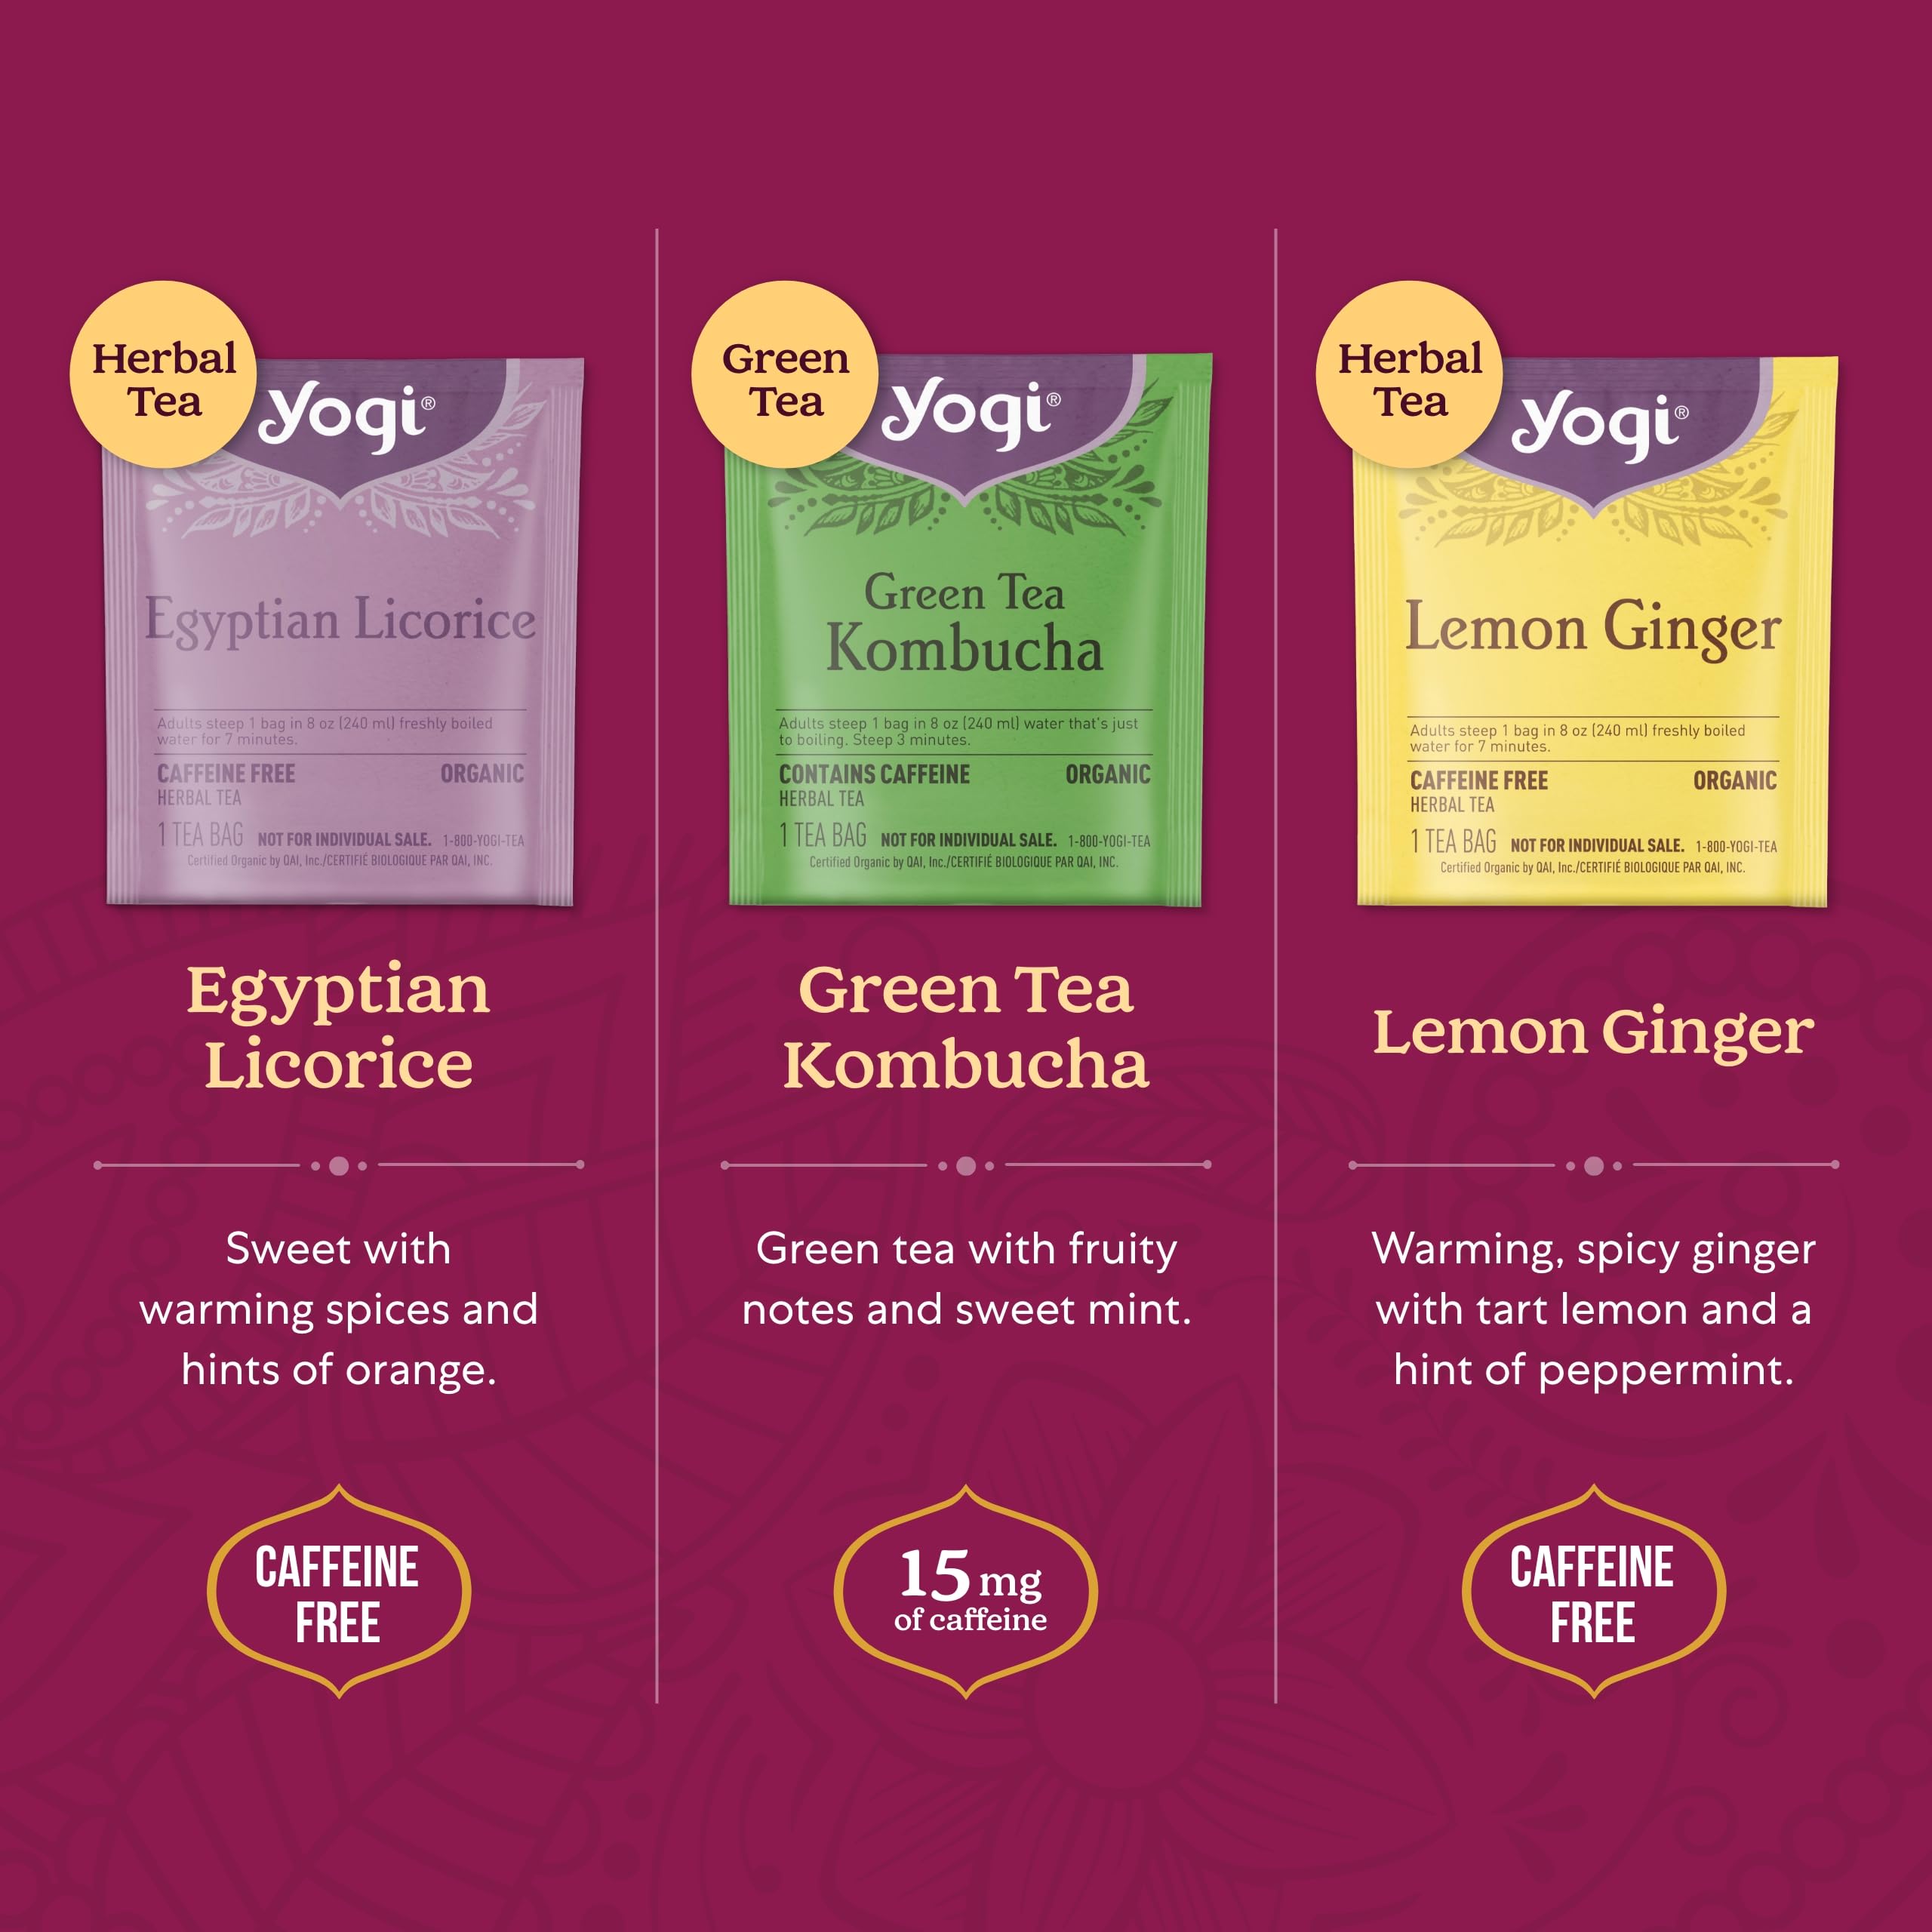 Herbal
Tea
yogi®
Egyptian Licorice
Adults steep 1 bag in 8 oz (240 ml) freshly boiled
water for 7 minutes.
CAFFEINE FREE ORGANIC
HERBAL TEA
1 TEA BAG NOT FOR INDIVIDUAL SALE. 1-800-YOGI-TEA
Certified Organic by QAI, Inc./CERTIFIÉ BIOLOGIQUE PAR QAI, INC.
Egyptian
Licorice
Sweet with
warming spices and
hints of orange.
CAFFEINE
FREE
Green
Tea
yogi®
Green Tea
Kombucha
Adults steep 1 bag in 8 oz (240 ml) water that's just
to boiling. Steep 3 minutes.
CONTAINS CAFFEINE ORGANIC
HERBAL TEA
1 TEA BAG NOT FOR INDIVIDUAL SALE. 1-800-YOGI-TEA
Certified Organic by QAI, Inc./CERTIFIÉ BIOLOGIQUE PAR QAI, INC.
Green Tea
Kombucha
Green tea with fruity
notes and sweet mint.
15 mg
of caffeine
Herbal
Tea
yogi®
Lemon Ginger
Adults steep 1 bag in 8 oz (240 ml) freshly boiled
water for 7 minutes.
CAFFEINE FREE ORGANIC
HERBAL TEA
1 TEA BAG NOT FOR INDIVIDUAL SALE. 1-800-YOGI-TEA
Certified Organic by QAI, Inc./CERTIFIÉ BIOLOGIQUE PAR QAI, INC.
Lemon Ginger
Warming, spicy ginger
with tart lemon and a
hint of peppermint.
CAFFEINE
FREE